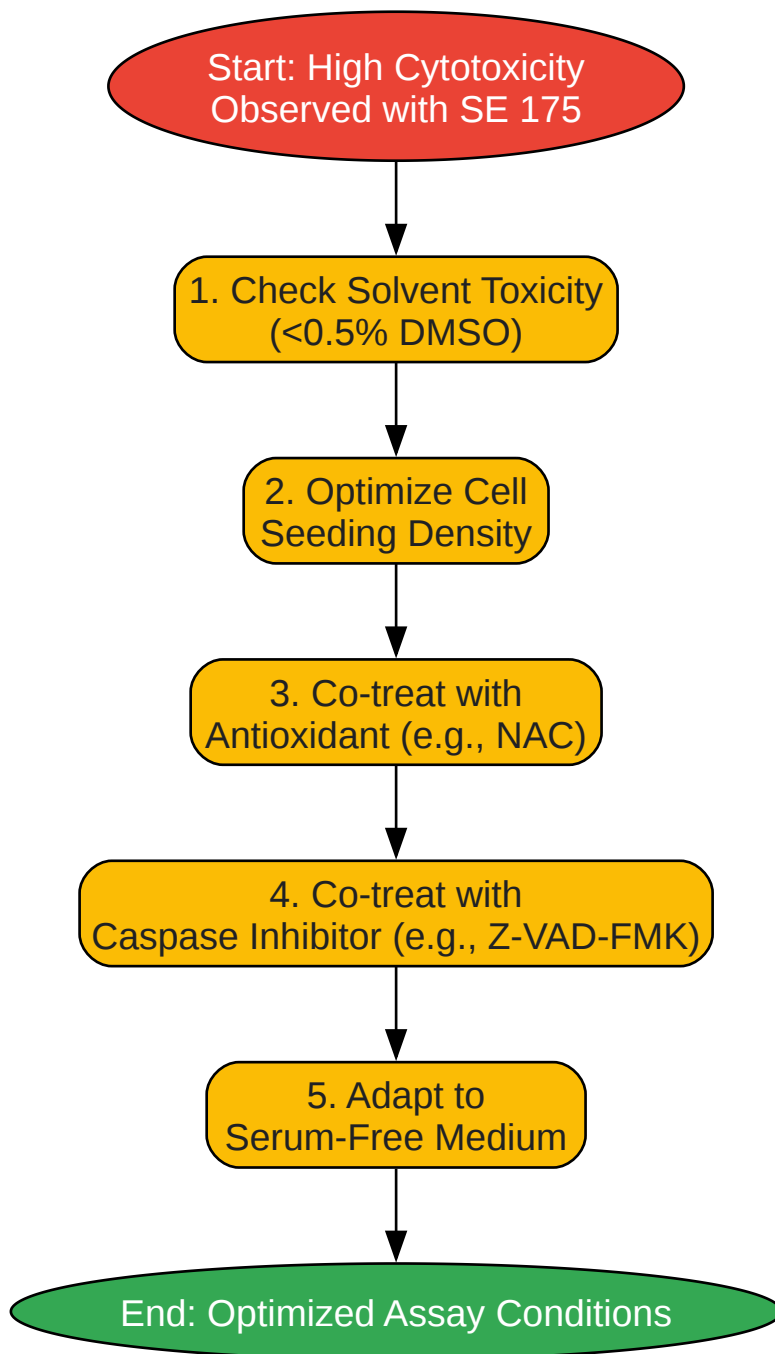 Start: High Cytotoxicity
Observed with SE 175
1. Check Solvent Toxicity
(<0.5% DMSO)
2. Optimize Cell
Seeding Density
3. Co-treat with
Antioxidant (e.g., NAC)
4. Co-treat with
Caspase Inhibitor (e.g., Z-VAD-FMK)
5. Adapt to
Serum-Free Medium
End: Optimized Assay Conditions